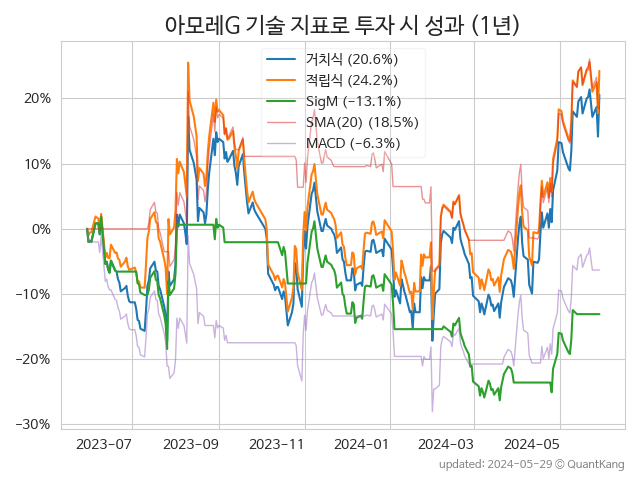 아모레G 기술 지표로 투자 시 성과 (1년)
거치식 (20.6%)
적립식 (24.2%)
SigM (−13.1%)
SMA(20) (18.5%)
MACD (−6.3%)
20%
10%
0%
−10%
−20%
−30%
2023−07
2023−09
2023−11
2024−01
2024−03
2024−05
updated: 2024−05−29 © QuantKang